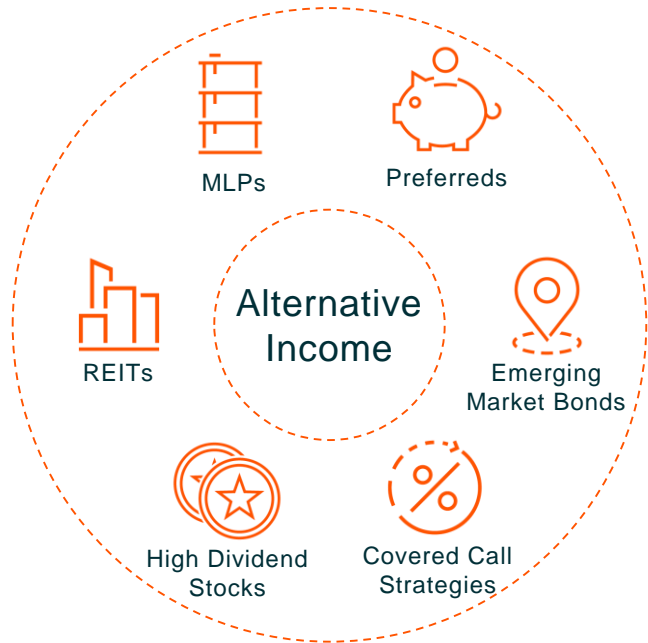 MLPs
Preferreds
Alternative
Income
REITs
Emerging
Market Bonds
High Dividend
Stocks
Covered Call
Strategies